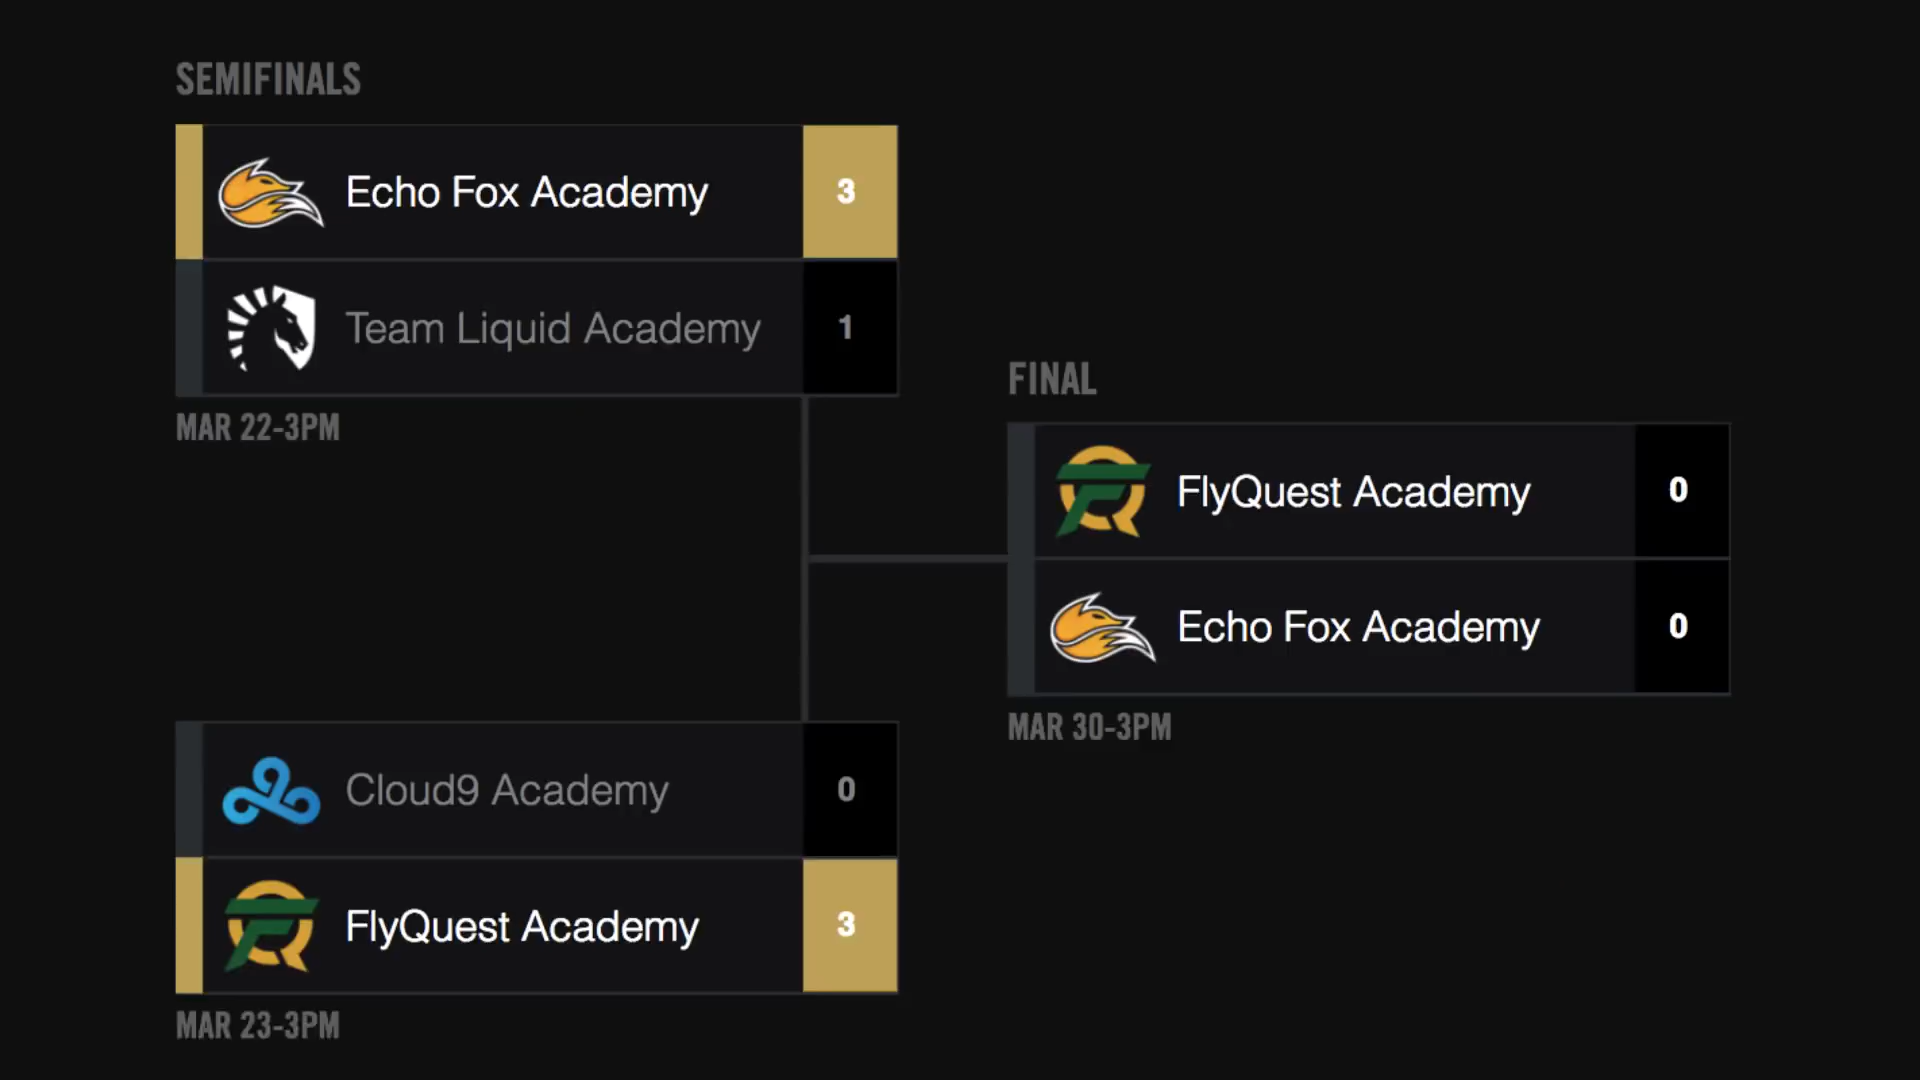 SEMIFINALS
Echo Fox Academy 3
Team Liquid Academy 1
MAR 22-3PM
Cloud9 Academy 0
FlyQuest Academy 3
MAR 23-3PM
FINAL
FlyQuest Academy 0
Echo Fox Academy 0
MAR 30-3PM